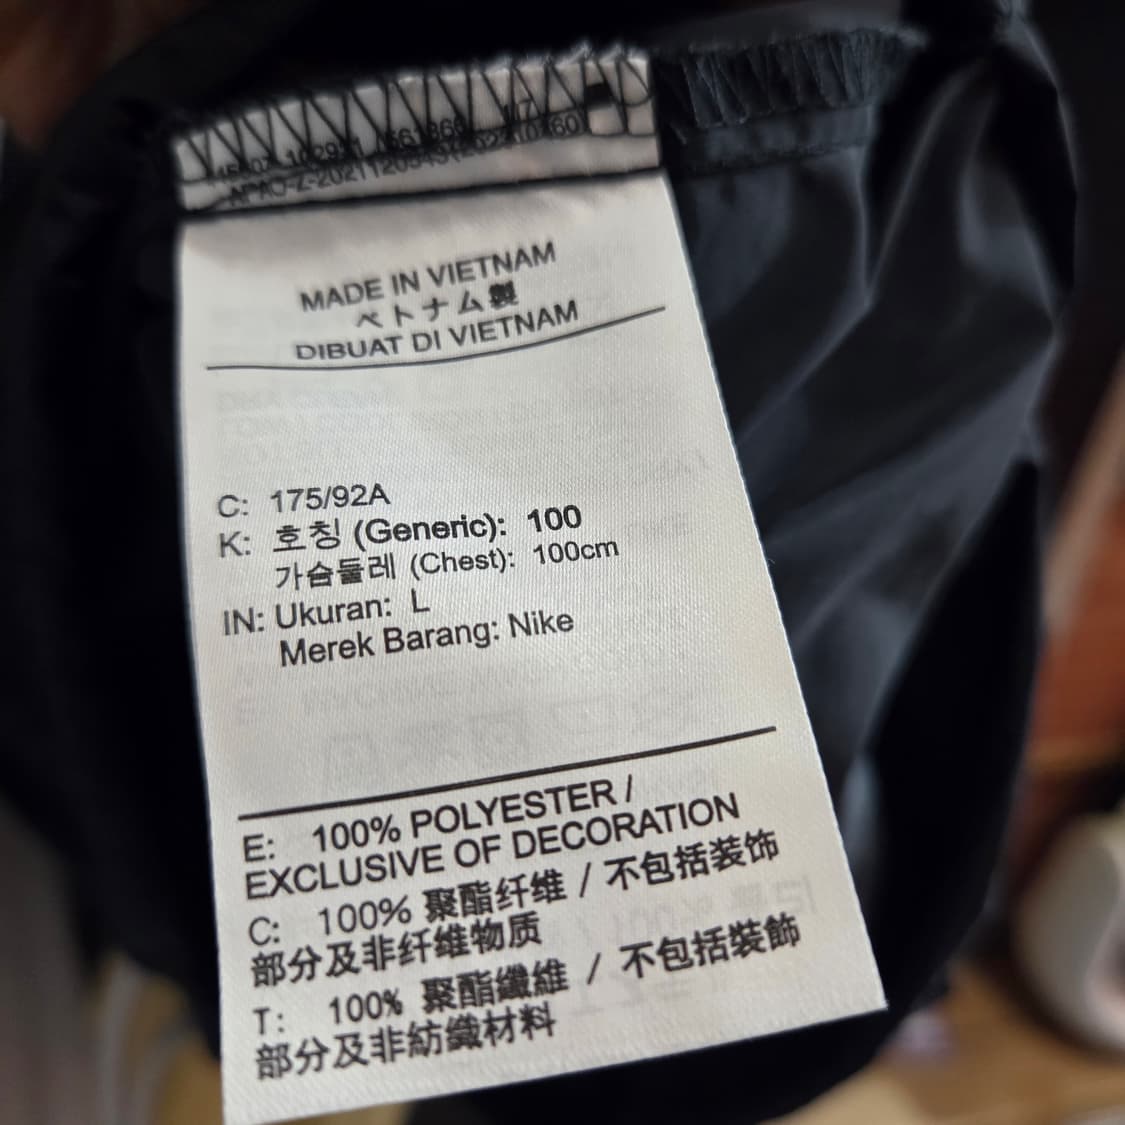 MADE IN VIETNAM
ベトナム製
DIBUAT DI VIETNAM
C: 175/92A
K: 호칭 (Generic): 100
가슴둘레 (Chest): 100cm
IN: Ukuran: L
Merek Barang: Nike
E: 100% POLYESTER /
EXCLUSIVE OF DECORATION
C: 100% 聚酯纤维 / 不包括装饰
部分及非纤维物质
T: 100% 聚酯纖維 / 不包括裝飾
部分及非紡織材料